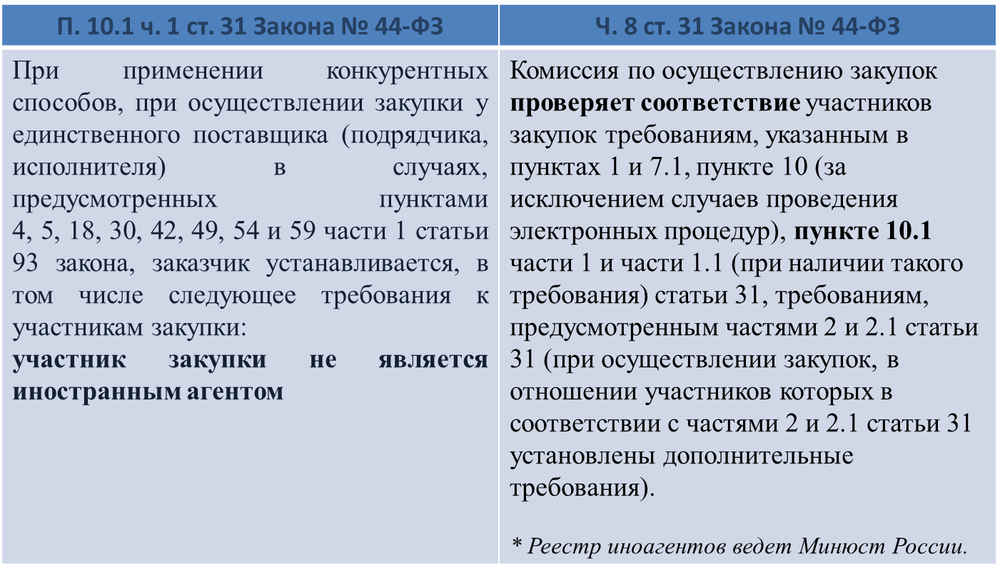 П. 10.1 ч. 1 ст. 31 Закона № 44-ФЗ
При применении конкурентных
способов, при осуществлении закупки у
единственного поставщика (подрядчика,
исполнителя) в случаях,
предусмотренных пунктами
4, 5, 18, 30, 42, 49, 54 и 59 части 1 статьи
93 закона, заказчик устанавливается, в
том числе следующее требования к
участникам закупки:
участник закупки не является
иностранным агентом
Ч. 8 ст. 31 Закона № 44-ФЗ
Комиссия по осуществлению закупок
проверяет соответствие участников
закупок требованиям, указанным в
пунктах 1 и 7.1, пункте 10 (за
исключением случаев проведения
электронных процедур), пункте 10.1
части 1 и части 1.1 (при наличии такого
требования) статьи 31, требованиям,
предусмотренным частями 2 и 2.1 статьи
31 (при осуществлении закупок, в
отношении участников которых в
соответствии с частями 2 и 2.1 статьи 31
установлены дополнительные
требования).
* Реестр иноагентов ведет Минюст России.